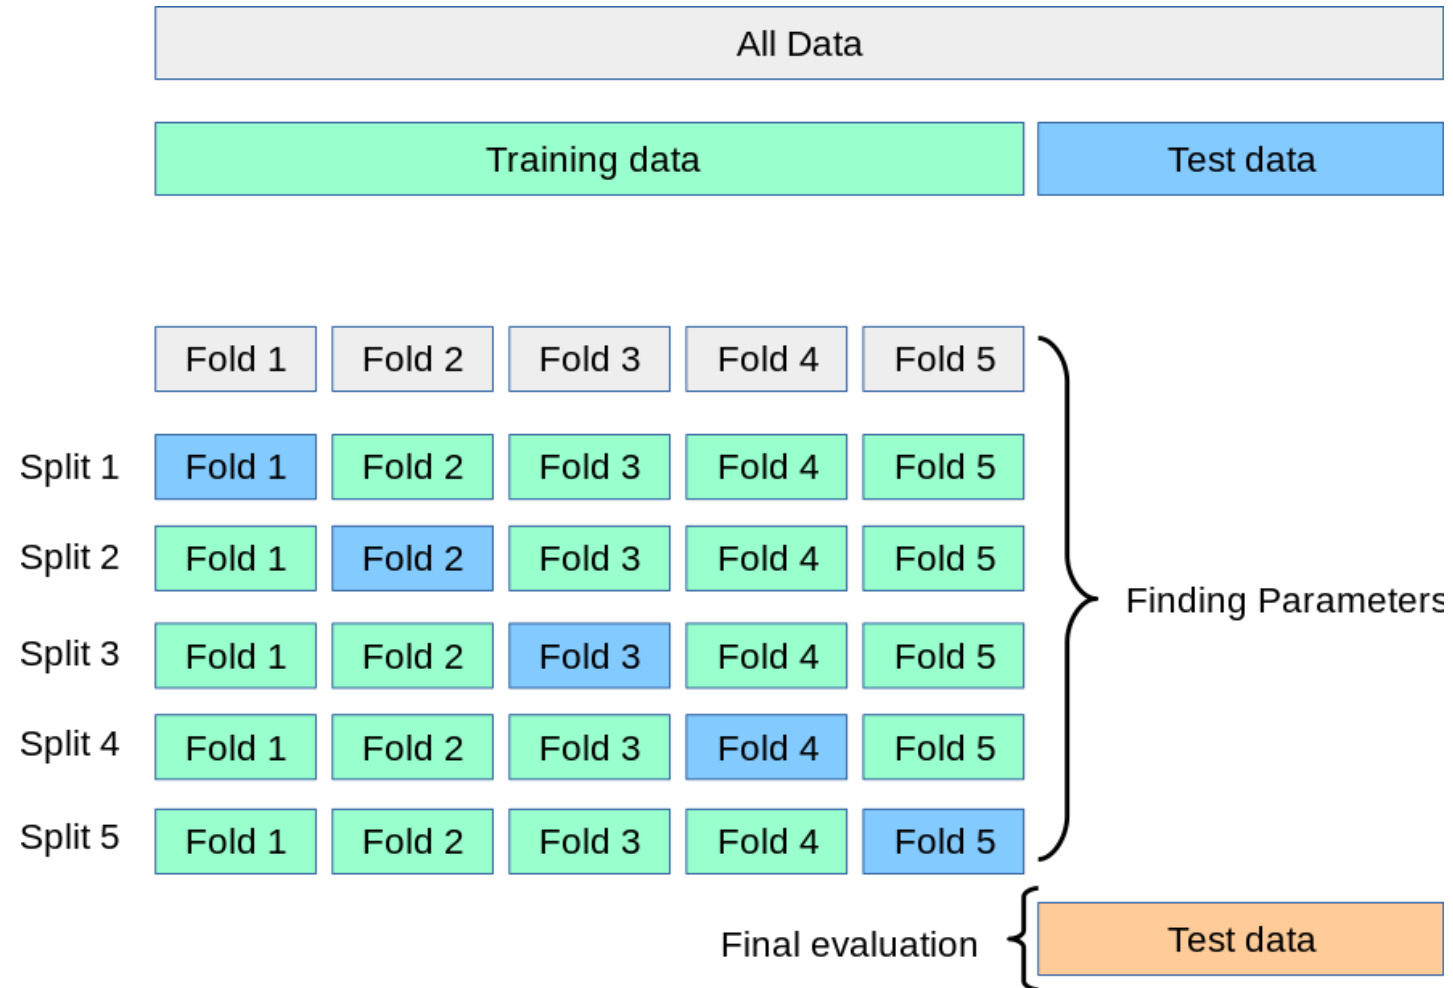 All Data
Training data Test data
Fold 1 Fold 2 Fold 3 Fold 4 Fold 5
Split 1 Fold 1 Fold 2 Fold 3 Fold 4 Fold 5
Split 2 Fold 1 Fold 2 Fold 3 Fold 4 Fold 5
Finding Parameters
Split 3 Fold 1 Fold 2 Fold 3 Fold 4 Fold 5
Split 4 Fold 1 Fold 2 Fold 3 Fold 4 Fold 5
Split 5 Fold 1 Fold 2 Fold 3 Fold 4 Fold 5
Final evaluation Test data